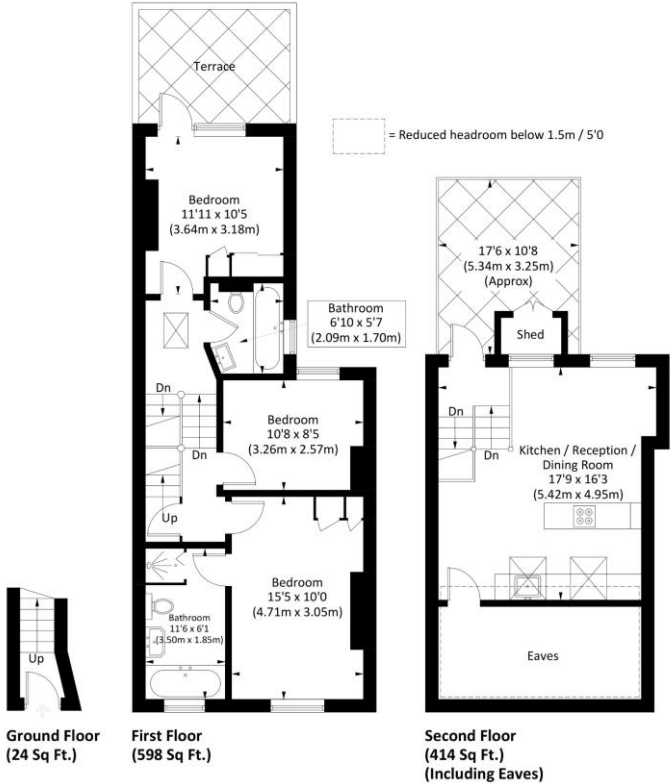 Terrace
= Reduced headroom below 1.5m / 5'0
Bedroom
11'11 x 10'5
(3.64m x 3.18m)
17'6 x 10'8
(5.34m x 3.25m)
(Approx)
Shed
Bathroom
6'10 x 5'7
(2.09m x 1.70m)
Dn
Dn
Bedroom
10'8 x 8'5
(3.26m x 2.57m)
Up
Dn
Dn
Kitchen / Reception /
Dining Room
17'9 x 16'3
(5.42m x 4.95m)
Bedroom
15'5 x 10'0
(4.71m x 3.05m)
Bathroom
11'6 x 6'1
(3.50m x 1.85m)
Up
Eaves
Ground Floor
(24 Sq Ft.)
First Floor
(598 Sq Ft.)
Second Floor
(414 Sq Ft.)
(Including Eaves)